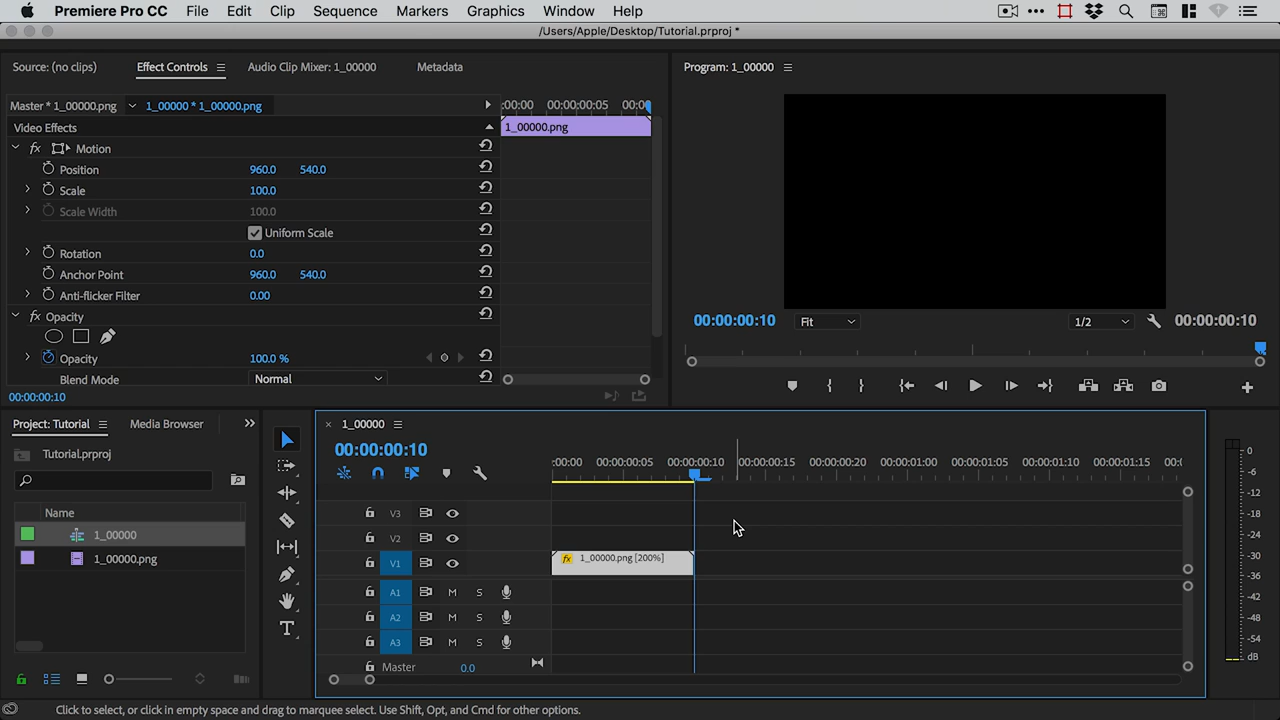 Premiere Pro CC File Edit Clip Sequence Markers Graphics Window Help
/Users/Apple/Desktop/Tutorial.prproj *
Source: (no clips) Effect Controls Audio Clip Mixer: 1_00000 Metadata
Program: 1_00000
Master * 1_00000.png 1_00000 * 1_00000.png
:00:00 00:00:00:05 00:00
Video Effects
1_00000.png
fx Motion
Position 960.0 540.0
Scale 100.0
Scale Width 100.0
Uniform Scale
Rotation 0.0
Anchor Point 960.0 540.0
Anti-flicker Filter 0.00
fx Opacity
Opacity 100.0 %
Blend Mode Normal
00:00:00:10
00:00:00:10 Fit 1/2 00:00:00:10
Project: Tutorial Media Browser
Tutorial.prproj
Name
1_00000
1_00000.png
1_00000
00:00:00:10
:00:00 00:00:00:05 00:00:00:10 00:00:00:15 00:00:00:20 00:00:01:00 00:00:01:05 00:00:01:10 00:00:01:15 00:0
V3
V2
V1
fx 1_00000.png [200%]
A1 M S
A2 M S
A3 M S
Master 0.0
0
-6
-12
-18
-24
-30
-36
-42
-48
-54
dB
Click to select, or click in empty space and drag to marquee select. Use Shift, Opt, and Cmd for other options.